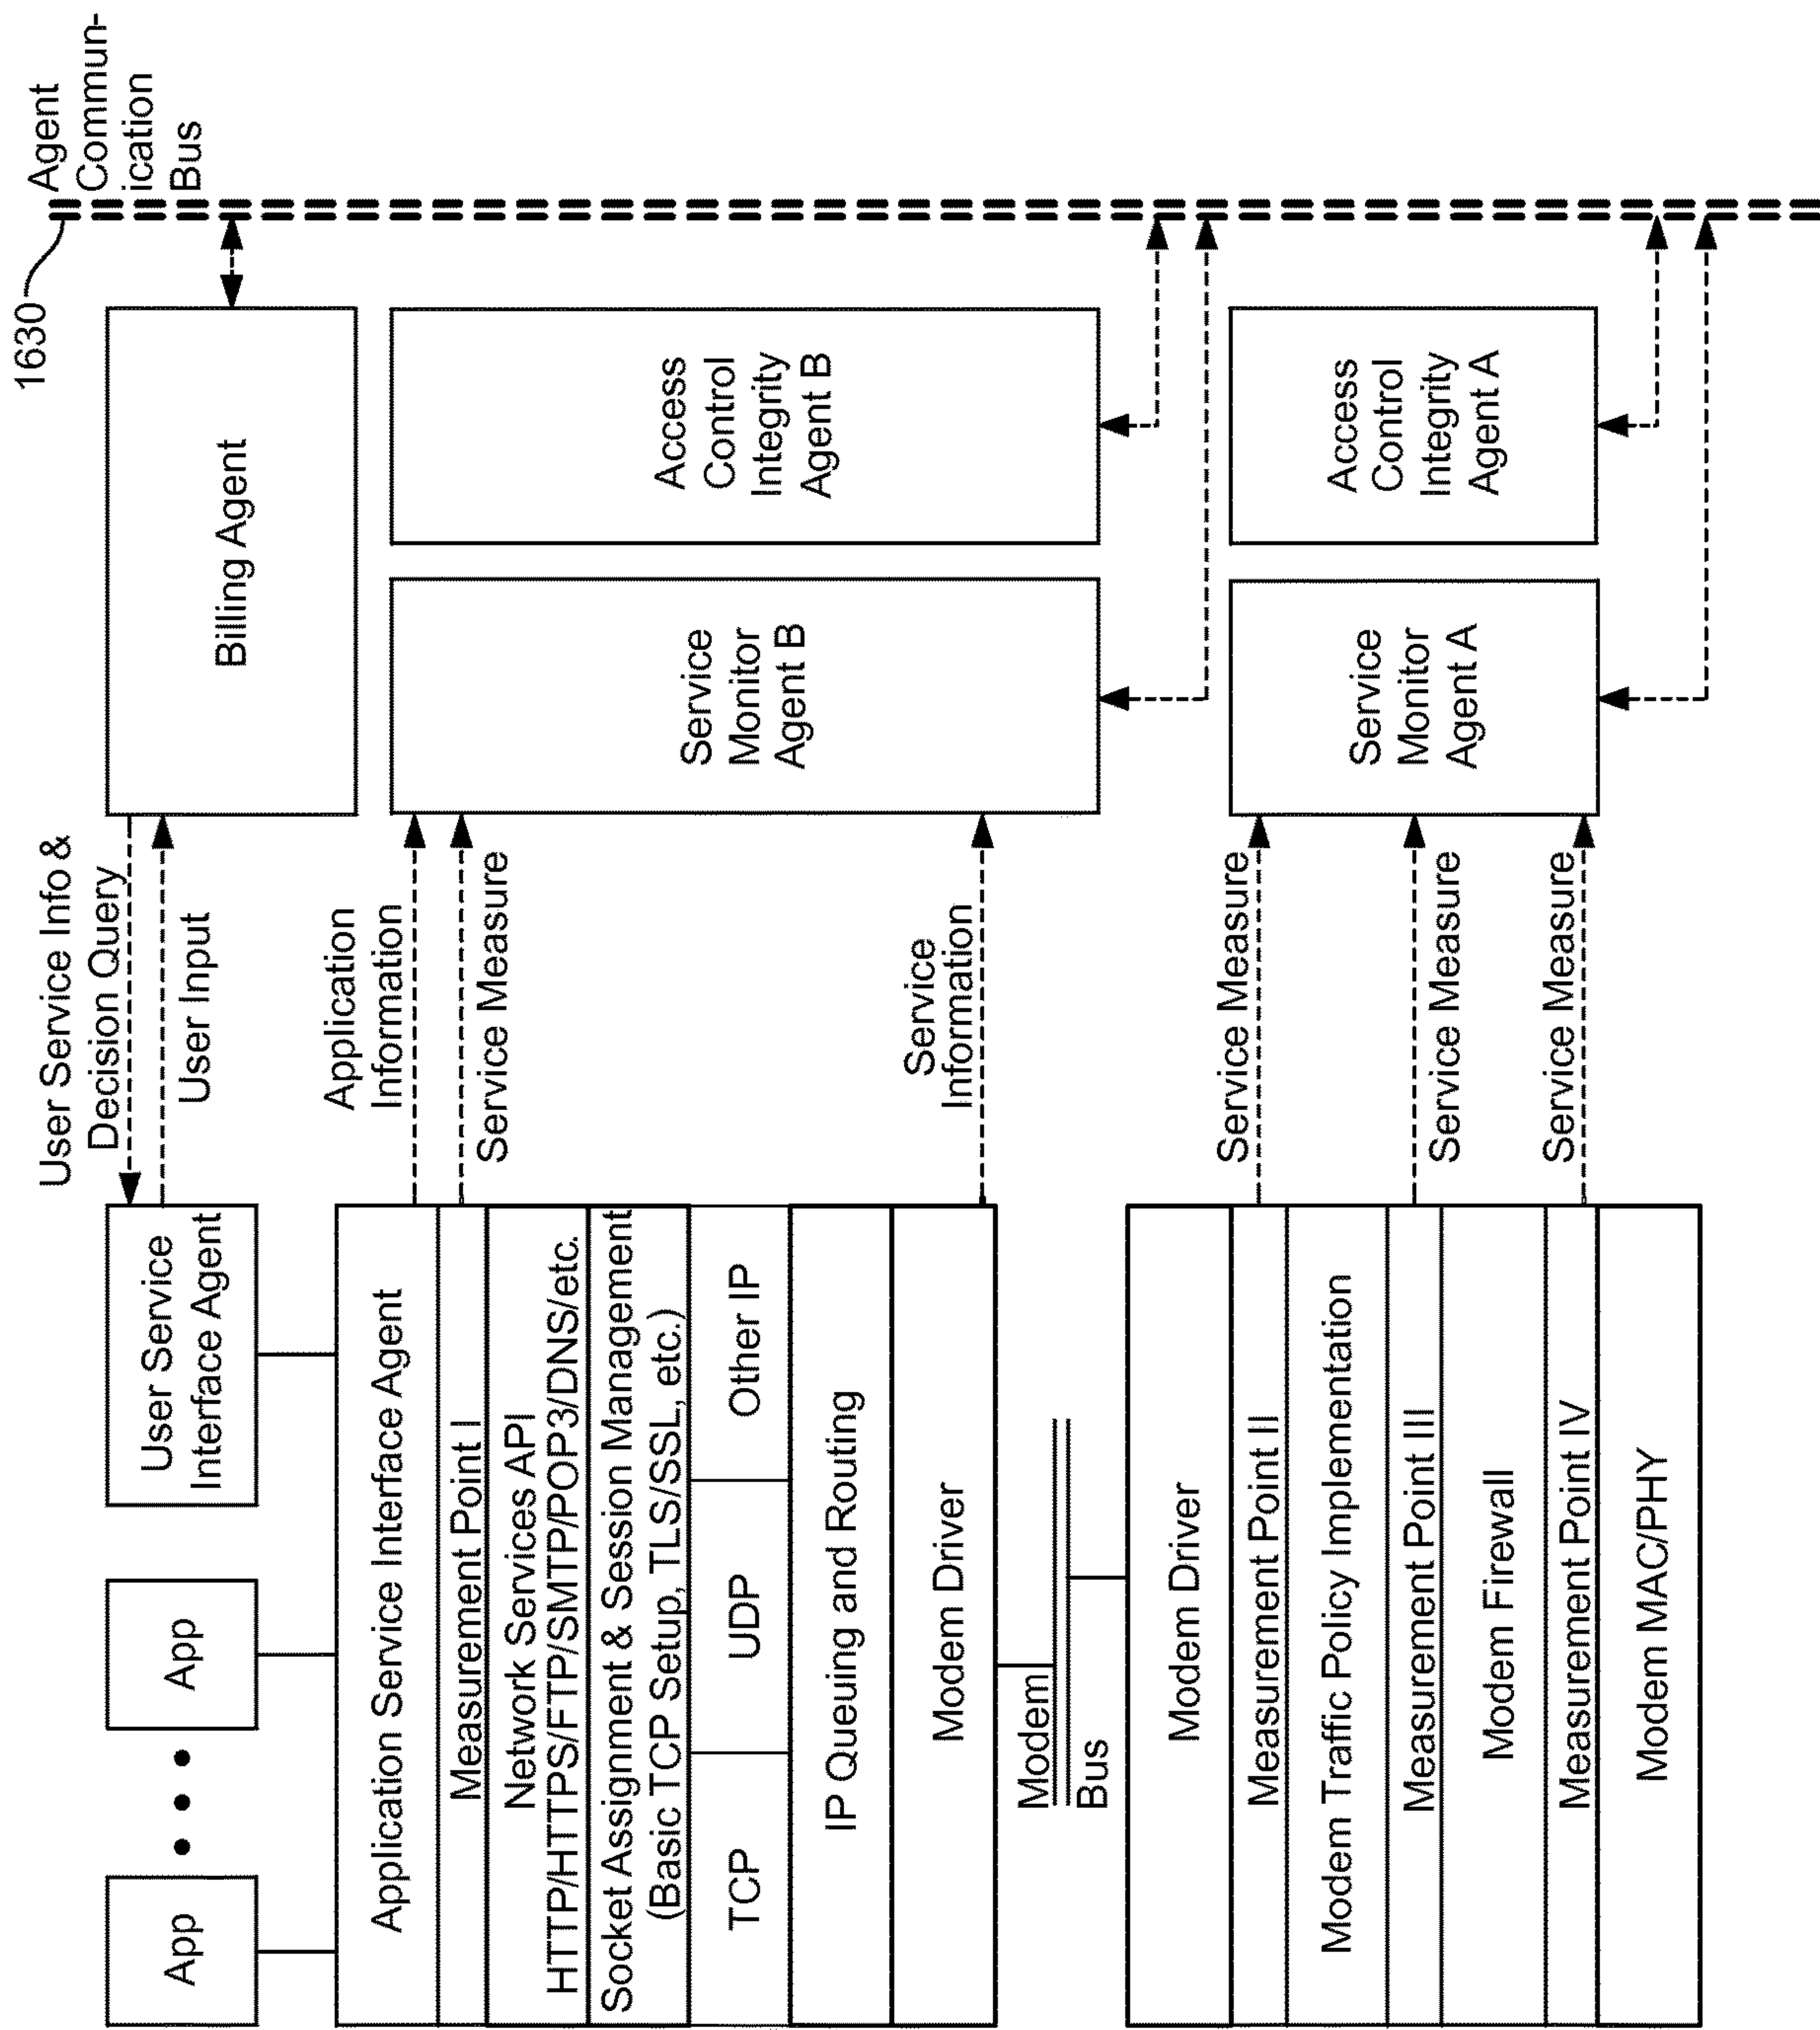 1630
Agent
Commun-
ication
Bus
User Service Info &
Decision Query
User Input
Billing Agent
App
App
User Service
Interface Agent
Application
Information
Service Measure
Application Service Interface Agent
Measurement Point I
Network Services API
HTTP/HTTPS/FTP/SMTP/POP3/DNS/etc.
Socket Assignment & Session Management
(Basic TCP Setup, TLS/SSL, etc.)
TCP
UDP
Other IP
IP Queuing and Routing
Modem Driver
Service
Information
Service
Monitor
Agent B
Access
Control
Integrity
Agent B
Modem
Bus
Modem Driver
Measurement Point II
Modem Traffic Policy Implementation
Measurement Point III
Modem Firewall
Measurement Point IV
Modem MAC/PHY
Service Measure
Service Measure
Service Measure
Service
Monitor
Agent A
Access
Control
Integrity
Agent A